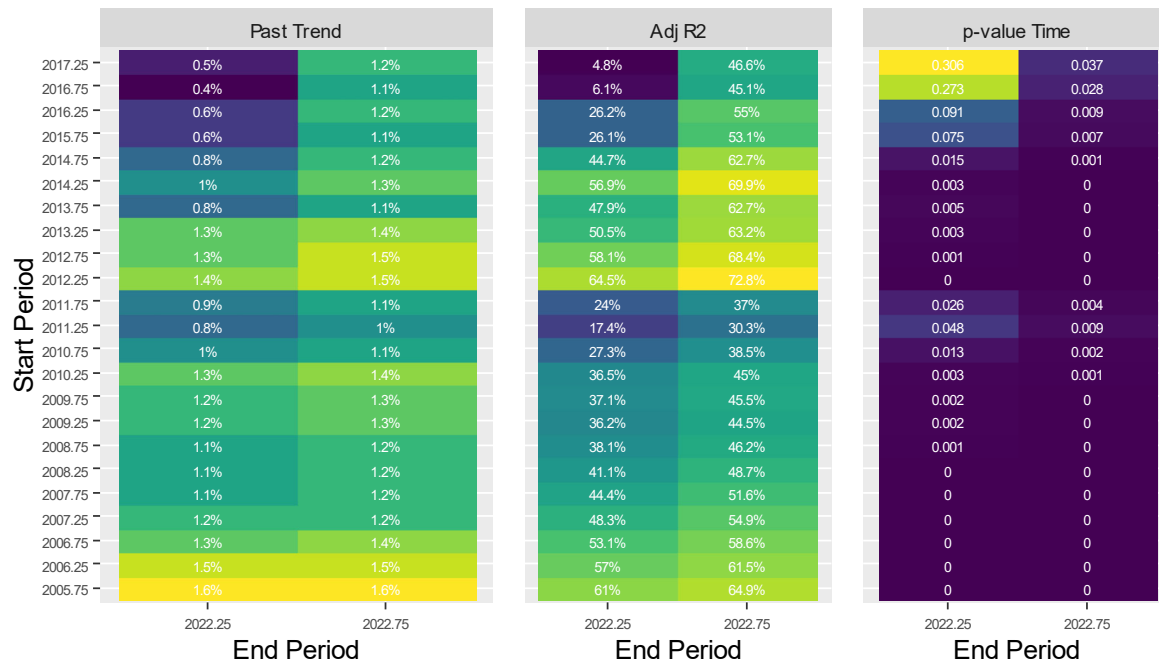 Past Trend Adj R2 p-value Time
2017.25 0.5% 1.2% 4.8% 46.6% 0.306 0.037
2016.75 0.4% 1.1% 6.1% 45.1% 0.273 0.028
2016.25 0.6% 1.2% 26.2% 55% 0.091 0.009
2015.75 0.6% 1.1% 26.1% 53.1% 0.075 0.007
2014.75 0.8% 1.2% 44.7% 62.7% 0.015 0.001
2014.25 1% 1.3% 56.9% 69.9% 0.003 0
2013.75 0.8% 1.1% 47.9% 62.7% 0.005 0
2013.25 1.3% 1.4% 50.5% 63.2% 0.003 0
2012.75 1.3% 1.5% 58.1% 68.4% 0.001 0
2012.25 1.4% 1.5% 64.5% 72.8% 0 0
2011.75 0.9% 1.1% 24% 37% 0.026 0.004
2011.25 0.8% 1% 17.4% 30.3% 0.048 0.009
2010.75 1% 1.1% 27.3% 38.5% 0.013 0.002
2010.25 1.3% 1.4% 36.5% 45% 0.003 0.001
2009.75 1.2% 1.3% 37.1% 45.5% 0.002 0
2009.25 1.2% 1.3% 36.2% 44.5% 0.002 0
2008.75 1.1% 1.2% 38.1% 46.2% 0.001 0
2008.25 1.1% 1.2% 41.1% 48.7% 0 0
2007.75 1.1% 1.2% 44.4% 51.6% 0 0
2007.25 1.2% 1.2% 48.3% 54.9% 0 0
2006.75 1.3% 1.4% 53.1% 58.6% 0 0
2006.25 1.5% 1.5% 57% 61.5% 0 0
2005.75 1.6% 1.6% 61% 64.9% 0 0
Start Period
2022.25 2022.75 2022.25 2022.75 2022.25 2022.75
End Period End Period End Period